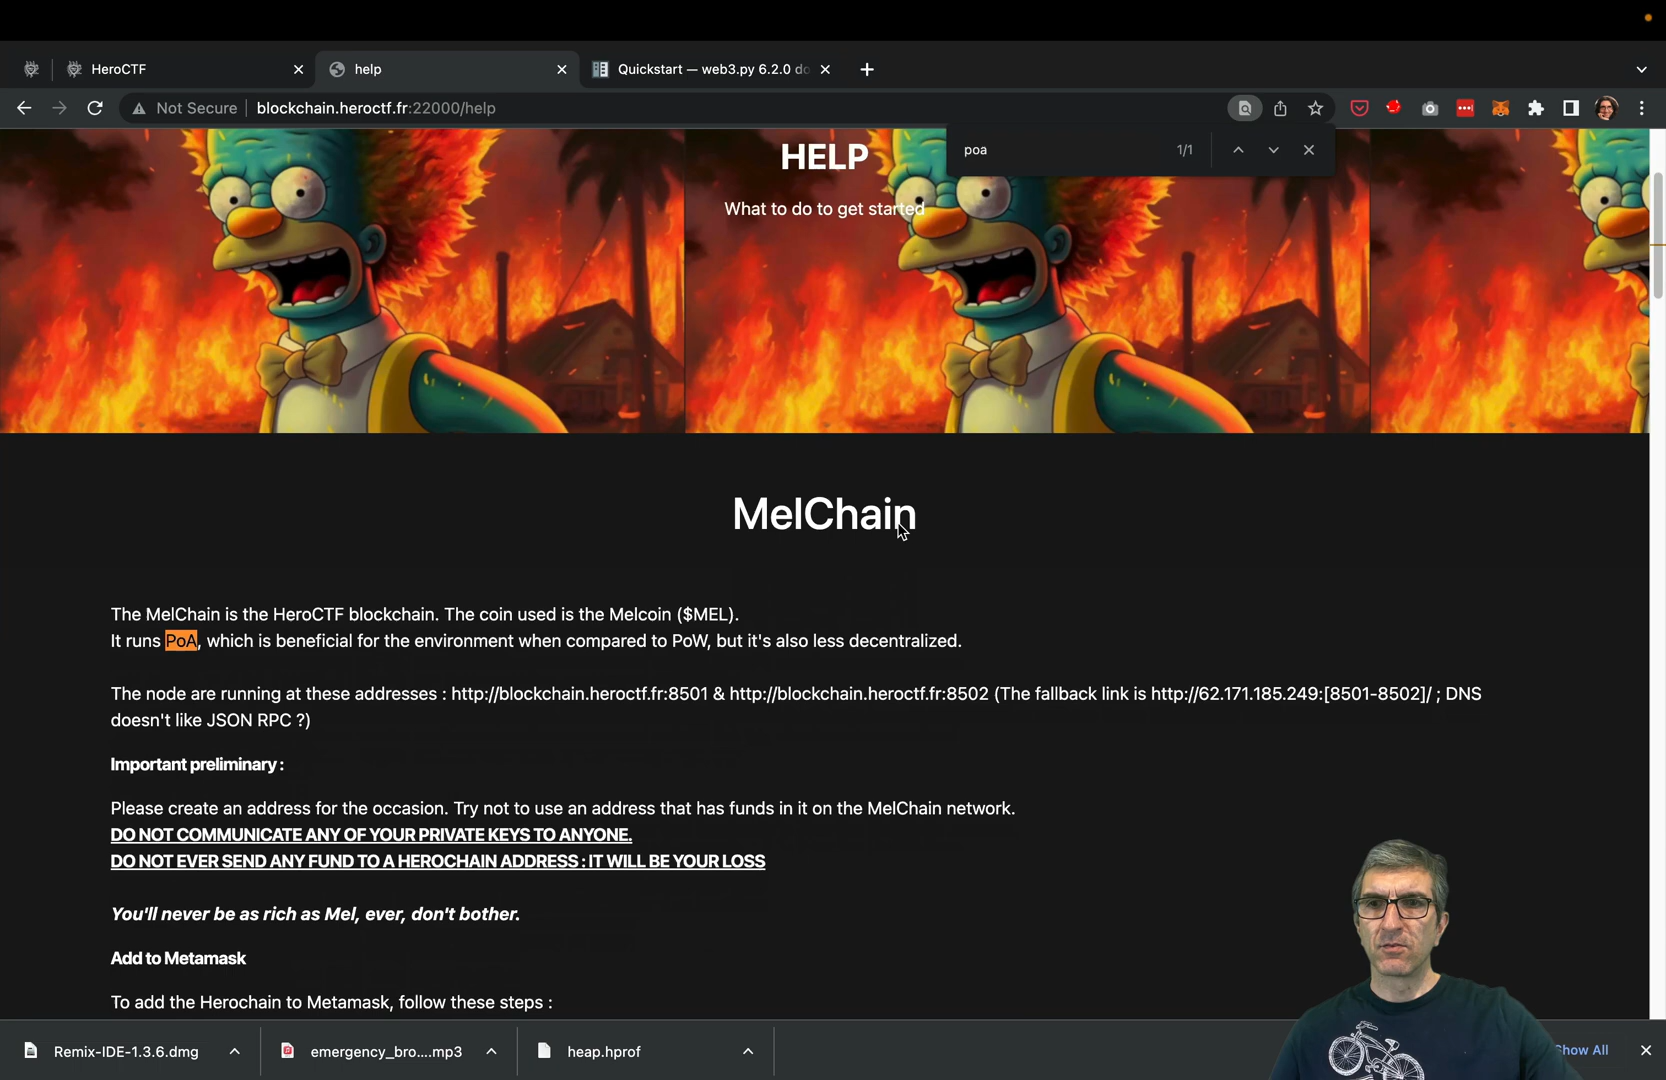 HeroCTF
help
Quickstart — web3.py 6.2.0 do
Not Secure
blockchain.heroctf.fr:22000/help
poa
1/1
HELP
What to do to get started
MelChain
The MelChain is the HeroCTF blockchain. The coin used is the Melcoin ($MEL).
It runs PoA, which is beneficial for the environment when compared to PoW, but it's also less decentralized.
The node are running at these addresses : http://blockchain.heroctf.fr:8501 & http://blockchain.heroctf.fr:8502 (The fallback link is http://62.171.185.249:[8501-8502]/ ; DNS
doesn't like JSON RPC ?)
Important preliminary :
Please create an address for the occasion. Try not to use an address that has funds in it on the MelChain network.
DO NOT COMMUNICATE ANY OF YOUR PRIVATE KEYS TO ANYONE.
DO NOT EVER SEND ANY FUND TO A HEROCHAIN ADDRESS : IT WILL BE YOUR LOSS
You'll never be as rich as Mel, ever, don't bother.
Add to Metamask
To add the Herochain to Metamask, follow these steps :
Remix-IDE-1.3.6.dmg
emergency_bro....mp3
heap.hprof
Show All